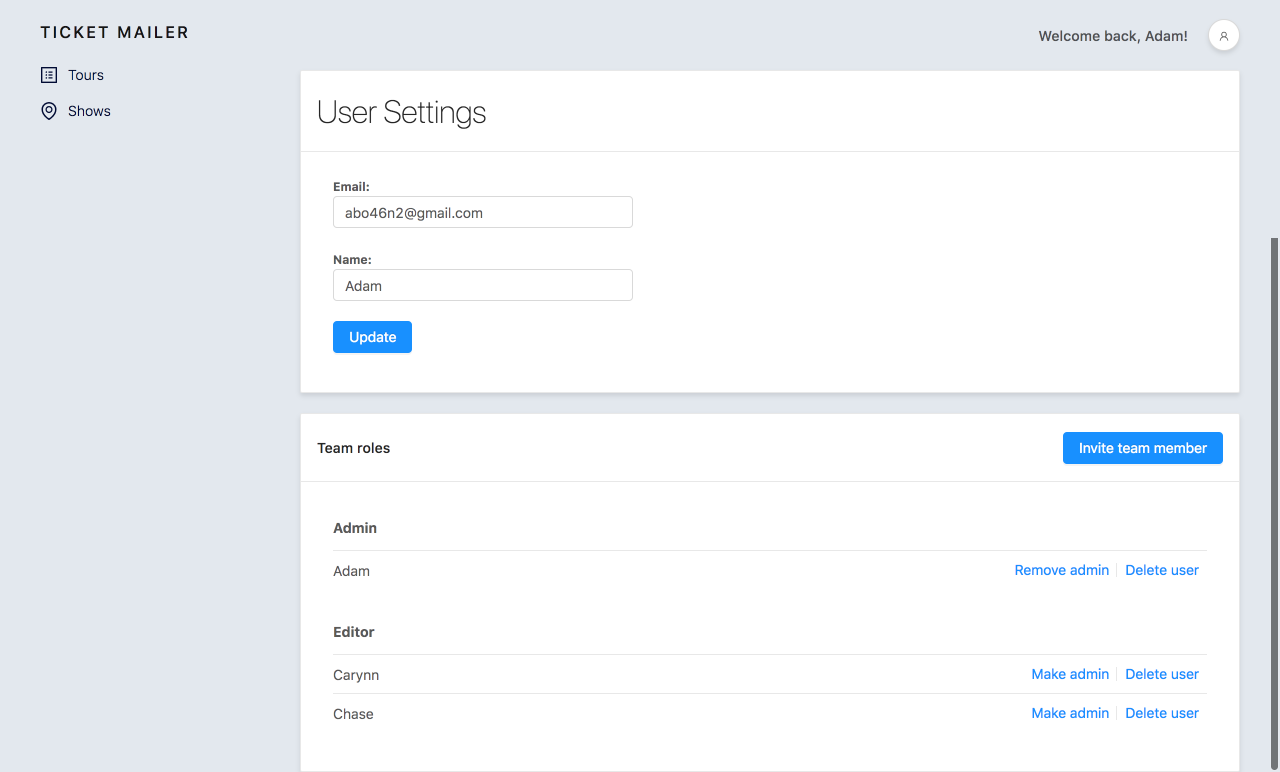 TICKET MAILER
Welcome back, Adam!
Tours
Shows
User Settings
Email:
abo46n2@gmail.com
Name:
Adam
Update
Team roles
Invite team member
Admin
Adam
Remove admin
Delete user
Editor
Carynn
Make admin
Delete user
Chase
Make admin
Delete user